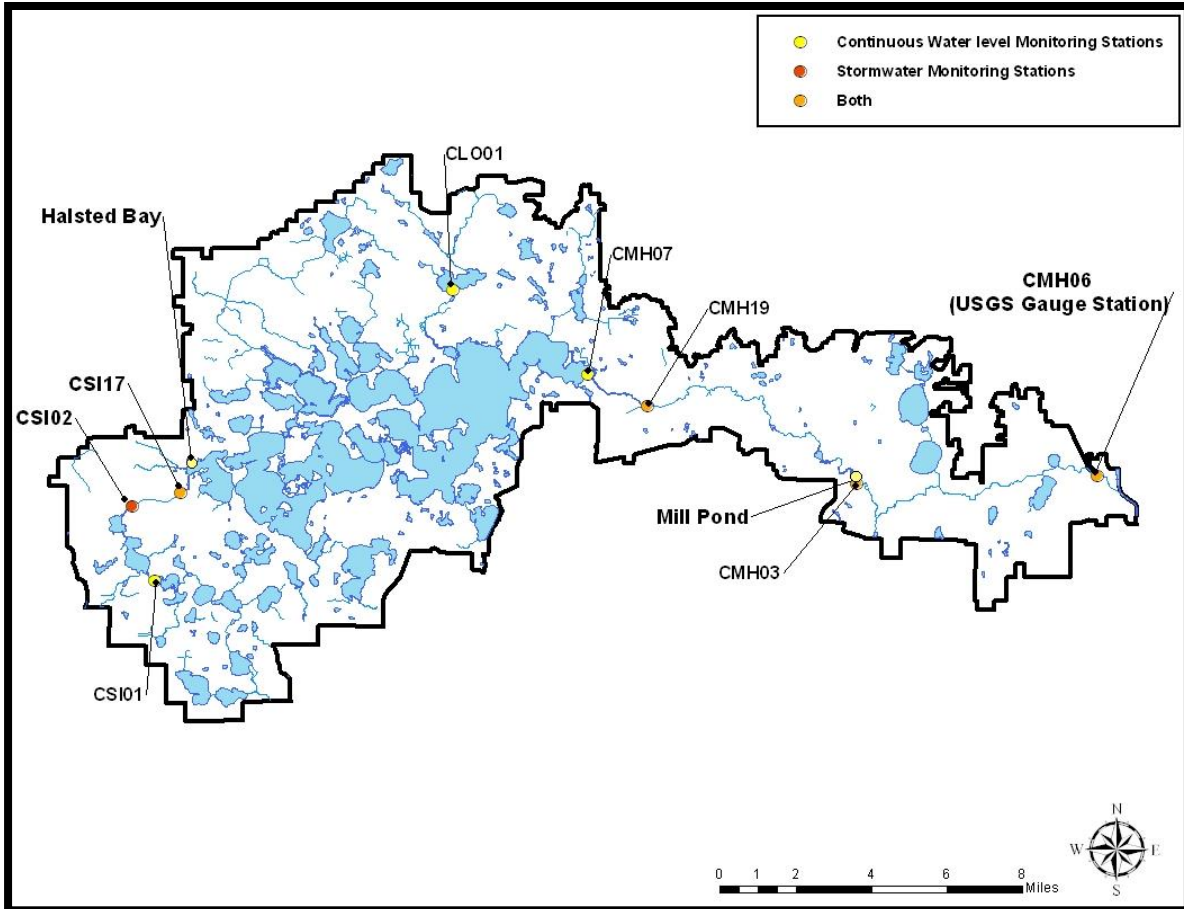 Continuous Water level Monitoring Stations
Stormwater Monitoring Stations
Both
CLO01
Halsted Bay
CMH07
CMH06
(USGS Gauge Station)
CMH19
CSI17
CSI02
Mill Pond
CMH03
CSI01
N
W E
S
0 1 2 4 6 8
Miles